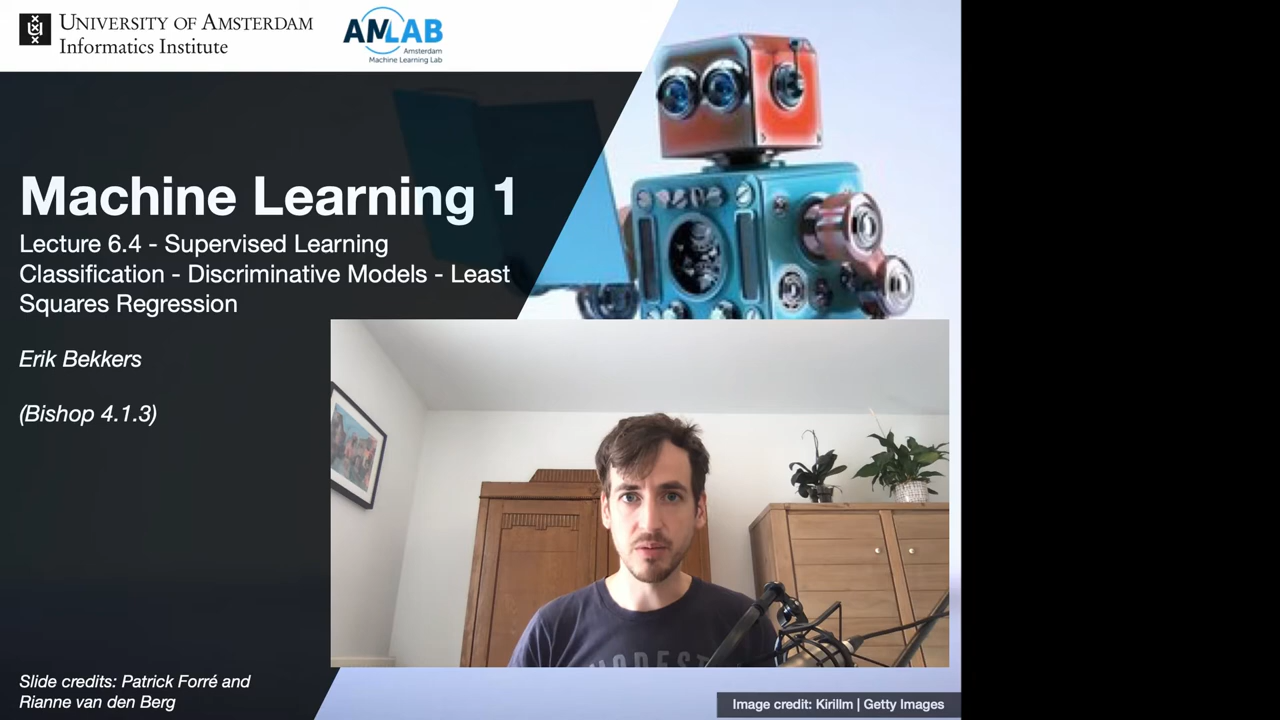 UNIVERSITY OF AMSTERDAM
Informatics Institute
AMLAB
Amsterdam
Machine Learning Lab
Machine Learning 1
Lecture 6.4 - Supervised Learning
Classification - Discriminative Models - Least
Squares Regression
Erik Bekkers
(Bishop 4.1.3)
Slide credits: Patrick Forré and
Rianne van den Berg
Image credit: Kirillm | Getty Images